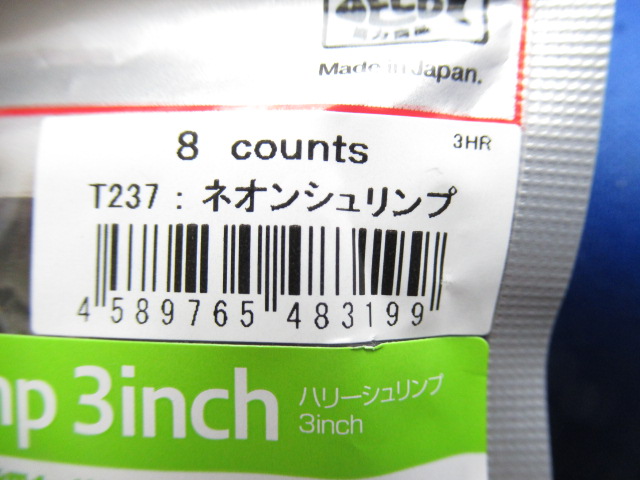 Made in Japan.
8 counts
3HR
T237 : ネオンシュリンプ
4 589765 483199
mp 3inch
ハリーシュリンプ
3inch